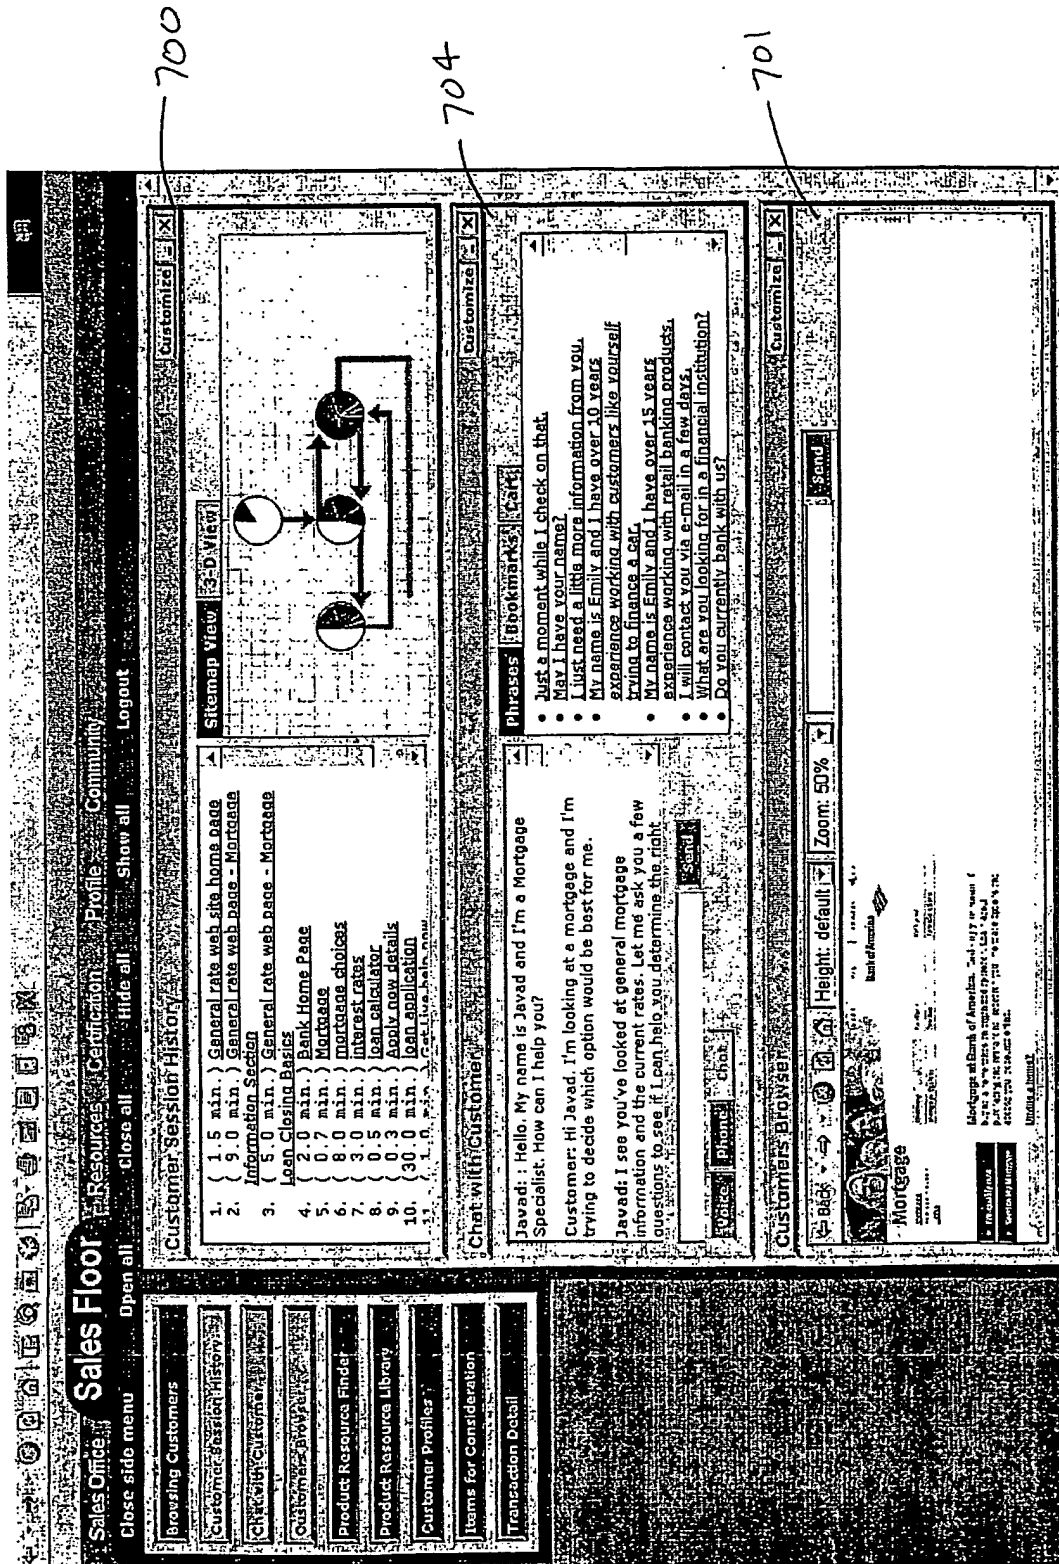 Sales Office Sales Floor Resources Certification Profile Community
Close side menu Open all Close all Hide all Show all Logout
Browsing Customers
Customer Session History
Chat with Customer
Customers Browser
Product Resource Finder
Product Resource Library
Customer Profiles
Items for Consideration
Transaction Detail
Customer Session History Customize
700
1. ( 1.5 min.) General rate web site home page
2. ( 9.0 min.) General rate web page - Mortgage
Information Section
3. ( 5.0 min.) General rate web page - Mortgage
Loan Closing Basics
4. ( 2.0 min.) Bank Home Page
5. ( 0.7 min.) Mortgage
6. ( 8.0 min.) mortgage choices
7. ( 3.0 min.) interest rates
8. ( 0.5 min.) loan calculator
9. ( 0.3 min.) Apply now details
10. (30.0 min.) loan application
11. ( 1.0 min.)
Sitemap View 3-D View
Chat with Customer Customize
704
Javad: : Hello. My name is Javad and I'm a Mortgage
Specialist. How can I help you?
Customer: Hi Javad. I'm looking at a mortgage and I'm
trying to decide which option would be best for me.
Javad: I see you've looked at general mortgage
information and the current rates. Let med ask you a few
questions to see if I can help you determine the right
Send
Voice phone Chat
Phrases Bookmarks Cart
• Just a moment while I check on that.
• May I have your name?
• I just need a little more information from you.
• My name is Emily and I have over 10 years
experience working with customers like yourself
trying to finance a car.
• My name is Emily and I have over 15 years
experience working with retail banking products.
• I will contact you via e-mail in a few days.
• What are you looking for in a financial institution?
• Do you currently bank with us?
Customers Browser Customize
701
Back Height: default Zoom: 50% Send
Bank of America
Mortgage
Mortgage at Bank of America.